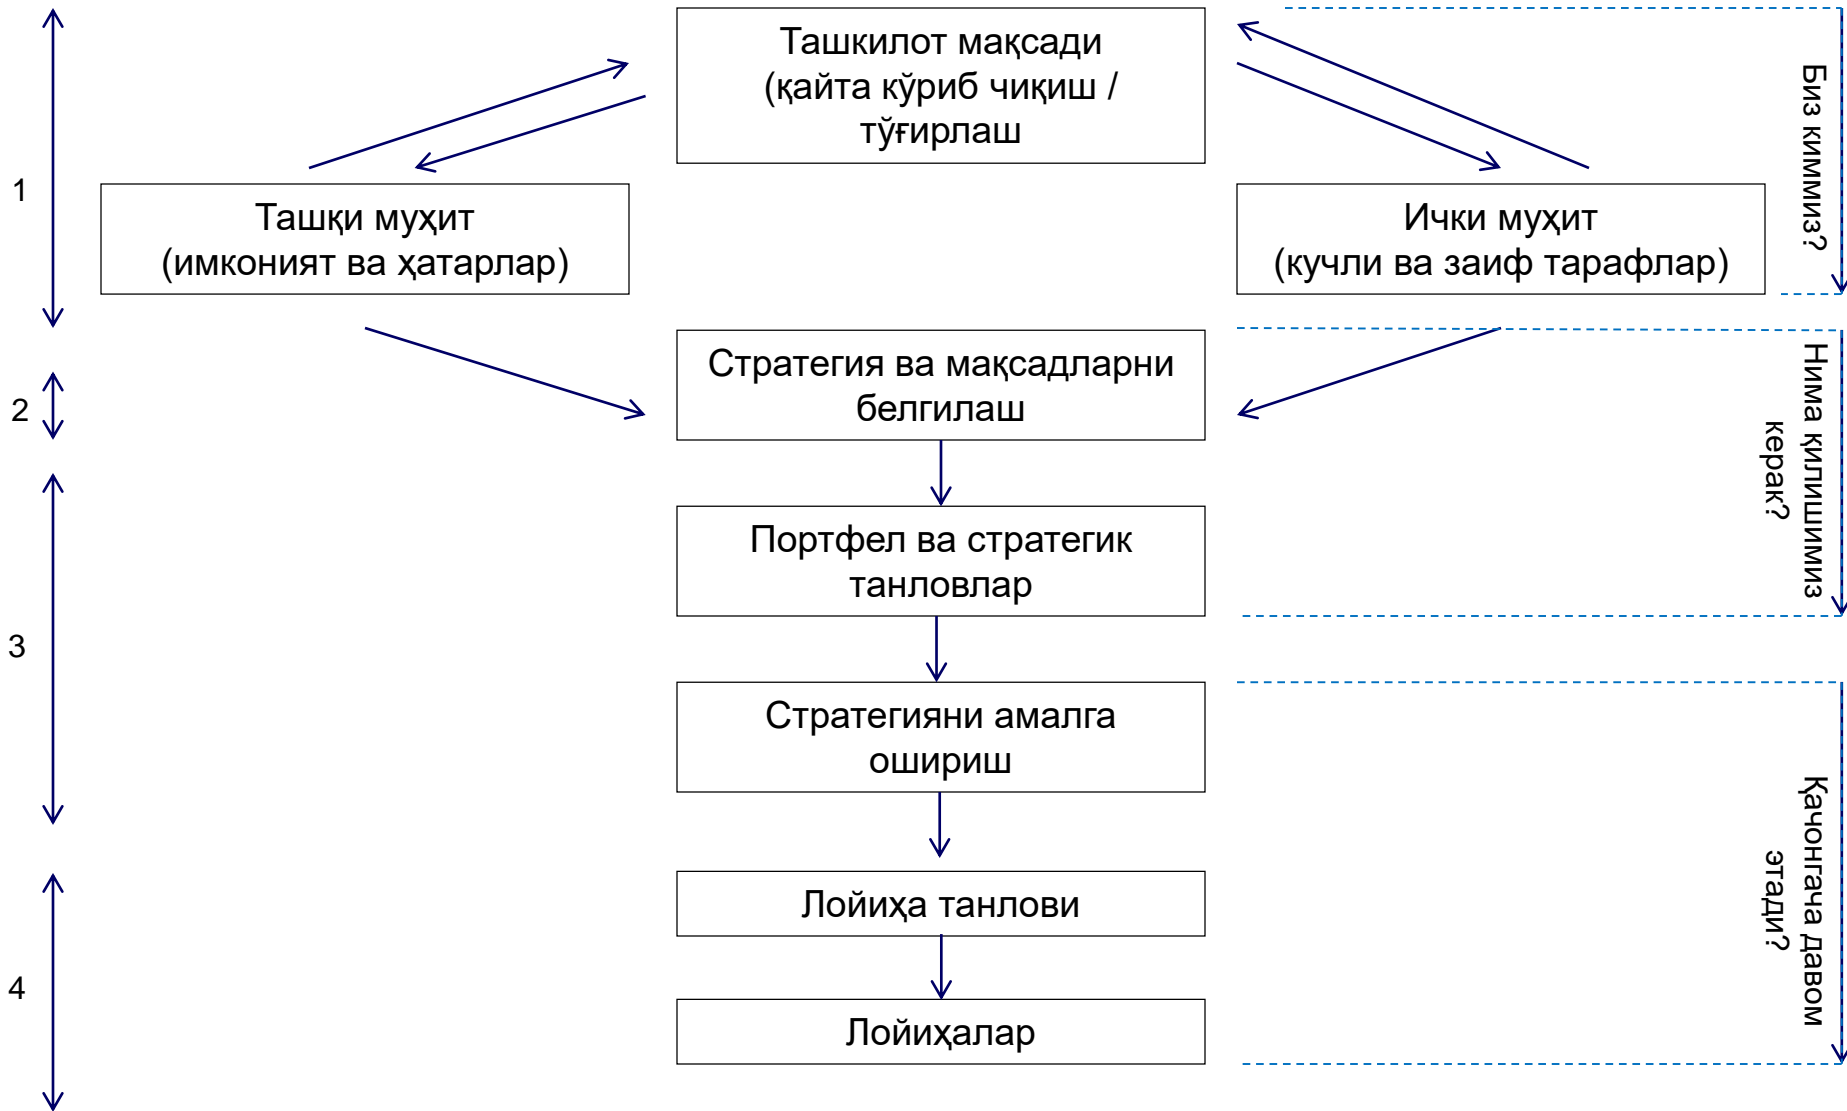 Ташкилот мақсади
(қайта кўриб чиқиш /
тўғирлаш
Биз киммиз?
1
Ташқи муҳит
(имконият ва ҳатарлар)
Ички муҳит
(кучли ва заиф тарафлар)
2
Стратегия ва мақсадларни
белгилаш
Нима қилишимиз
керак?
Портфел ва стратегик
танловлар
3
Стратегияни амалга
ошириш
Қачонгача давом
этади?
Лойиҳа танлови
4
Лойиҳалар